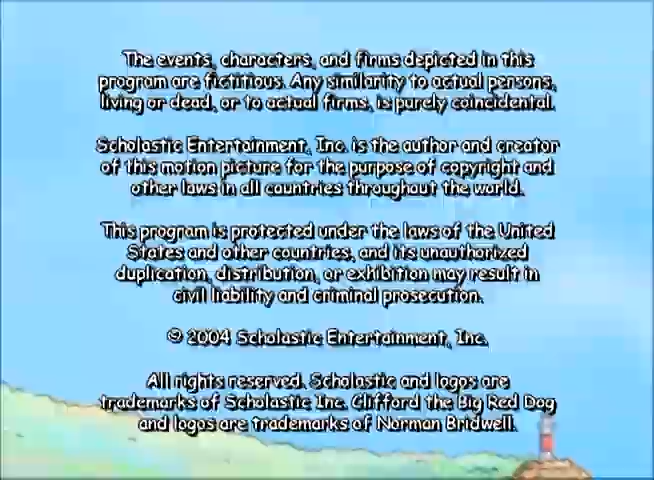 The events, characters, and firms depicted in this
program are fictitious. Any similarity to actual persons,
living or dead, or to actual firms, is purely coincidental.
Scholastic Entertainment, Inc. is the author and creator
of this motion picture for the purpose of copyright and
other laws in all countries throughout the world.
This program is protected under the laws of the United
States and other countries, and its unauthorized
duplication, distribution, or exhibition may result in
civil liability and criminal prosecution.
© 2004 Scholastic Entertainment, Inc.
All rights reserved. Scholastic and logos are
trademarks of Scholastic Inc. Clifford the Big Red Dog
and logos are trademarks of Norman Bridwell.